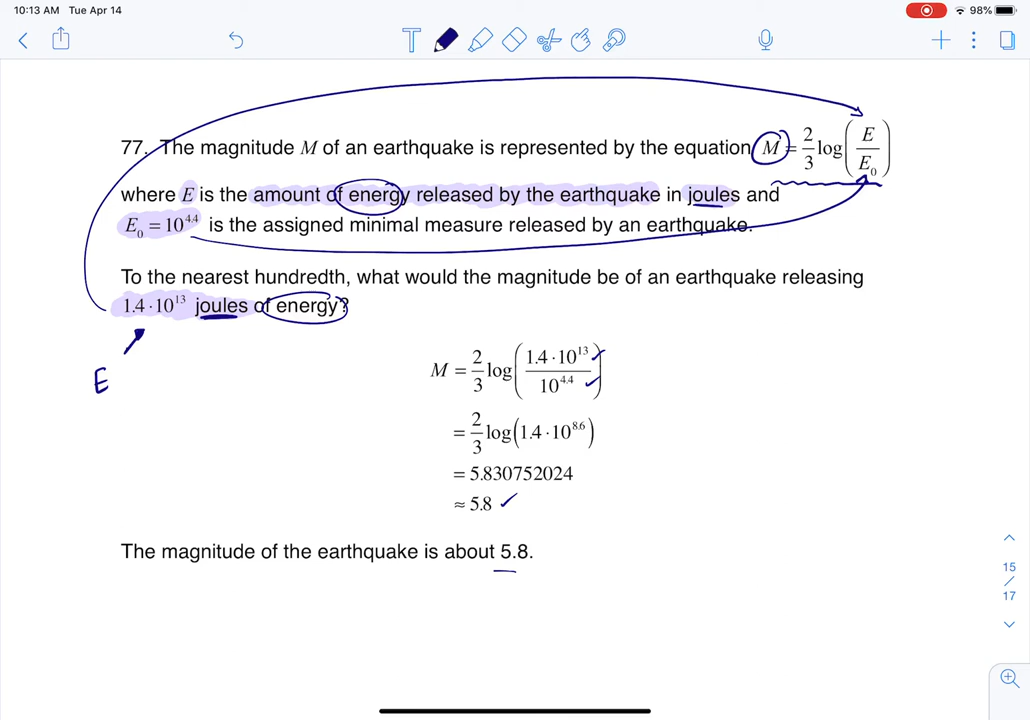 10:13 AM Tue Apr 14 98%
77. The magnitude M of an earthquake is represented by the equation M = 2/3 log(E/E₀)
where E is the amount of energy released by the earthquake in joules and
E₀ = 10^4.4 is the assigned minimal measure released by an earthquake.
To the nearest hundredth, what would the magnitude be of an earthquake releasing
1.4 · 10^13 joules of energy?
E
M = 2/3 log(1.4 · 10^13 / 10^4.4)
= 2/3 log(1.4 · 10^8.6)
= 5.830752024
≈ 5.8
The magnitude of the earthquake is about 5.8.
15
/
17